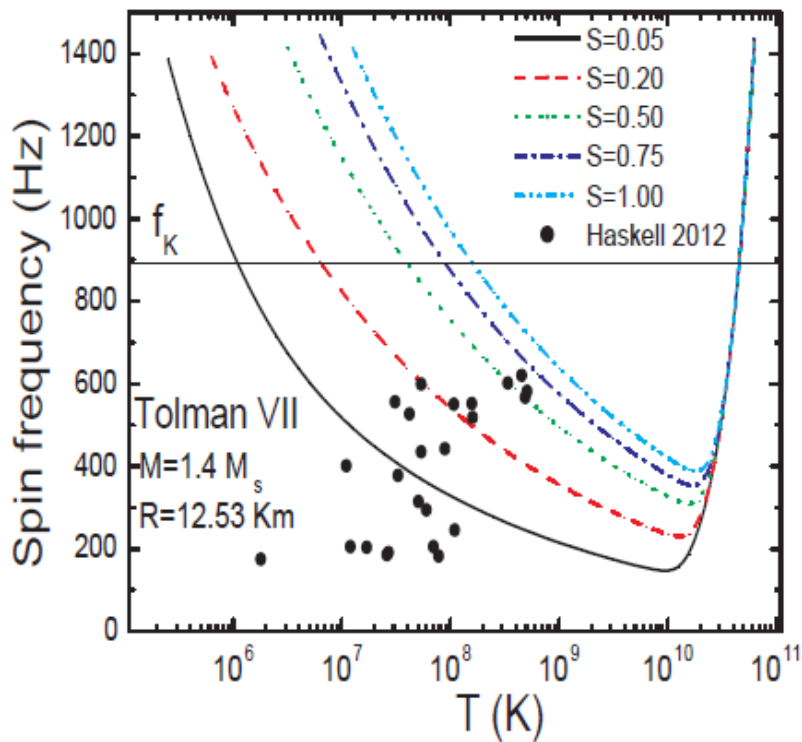 Spin frequency (Hz)
1400
1200
1000
800
600
400
200
0
f_K
S=0.05
S=0.20
S=0.50
S=0.75
S=1.00
Haskell 2012
Tolman VII
M=1.4 M_s
R=12.53 Km
10^6
10^7
10^8
10^9
10^10
10^11
T (K)